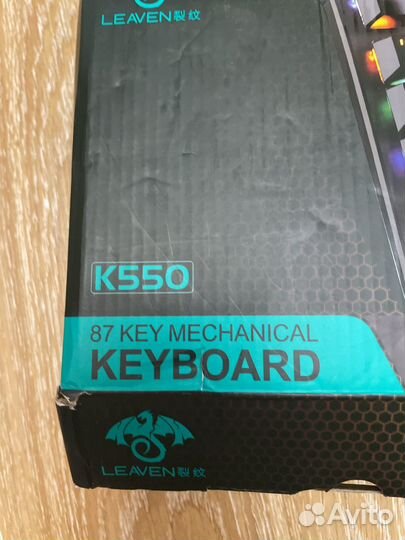 LEAVEN裂纹
K550
87 KEY MECHANICAL
KEYBOARD
LEAVEN裂纹
Avito